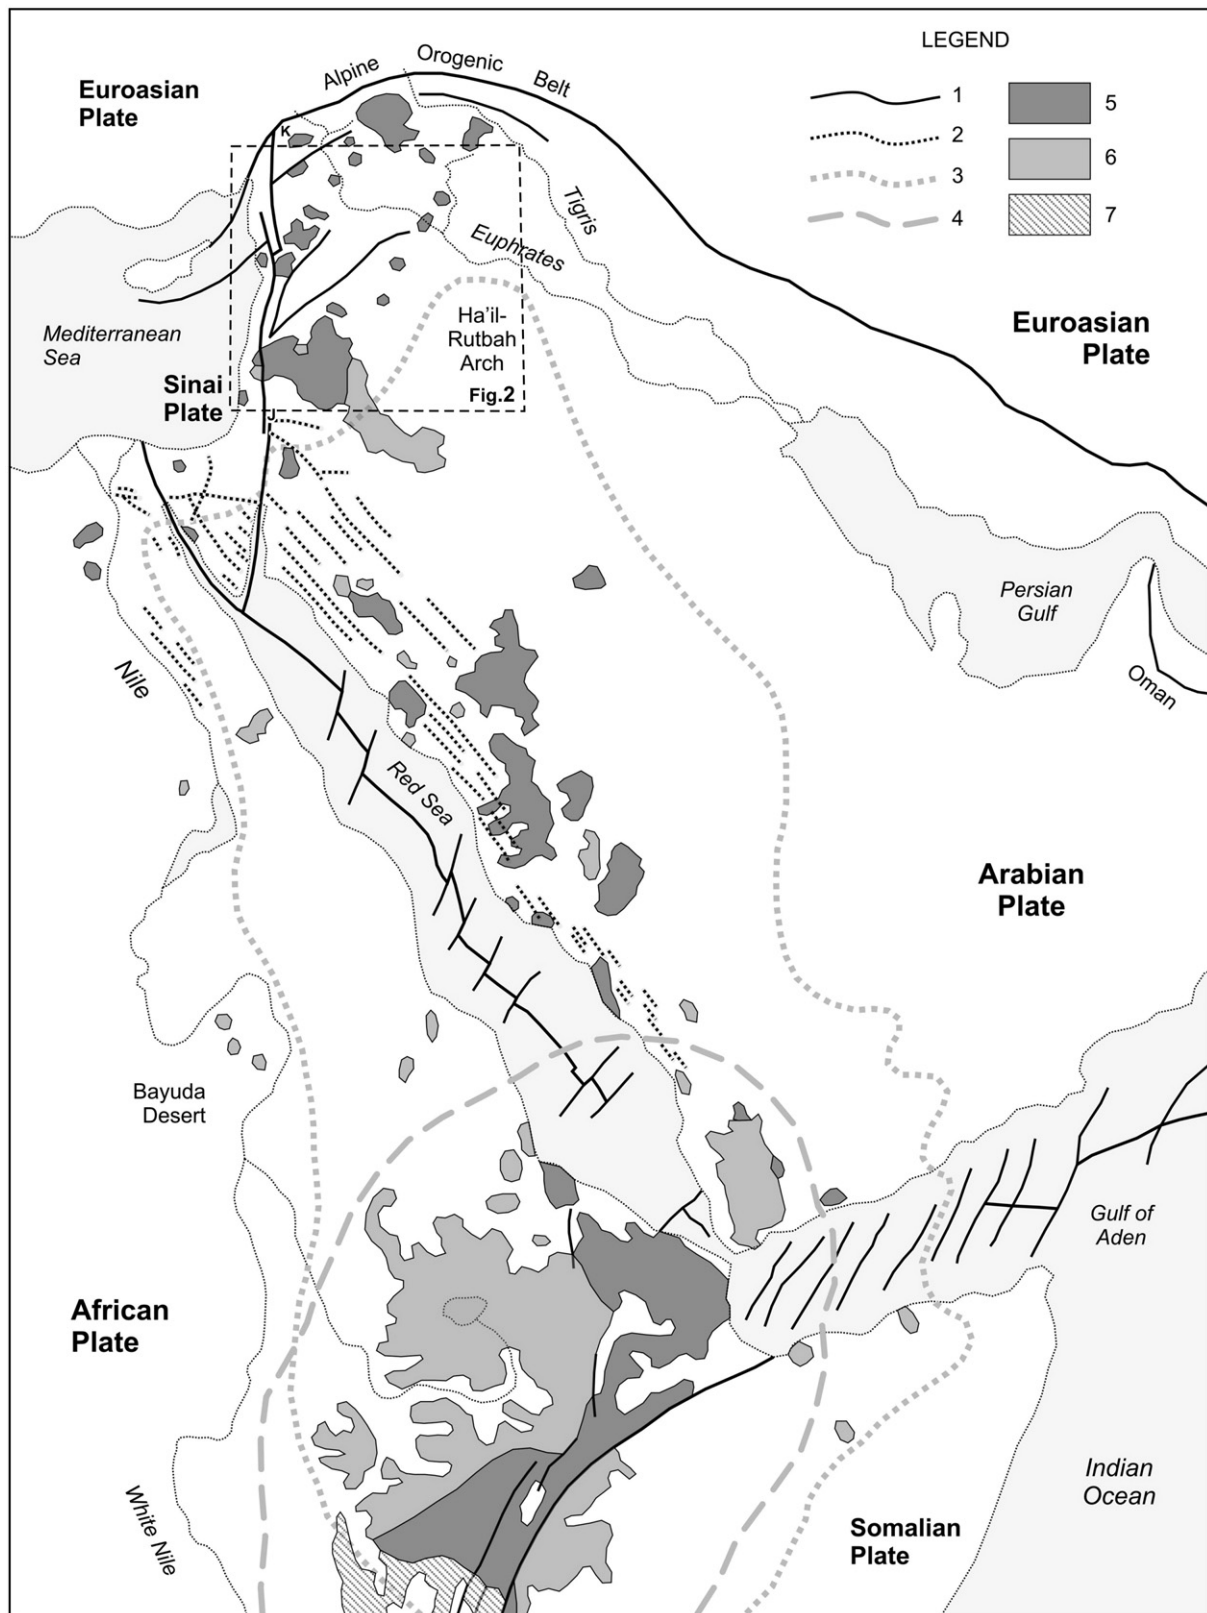 LEGEND
1
2
3
4
5
6
7
Alpine Orogenic Belt
Euroasian
Plate
K
Tigris
Euphrates
Mediterranean
Sea
Ha'il-
Rutbah
Arch
Fig.2
Euroasian
Plate
Sinai
Plate
J
Persian
Gulf
Oman
Nile
Red Sea
Arabian
Plate
Bayuda
Desert
Gulf of
Aden
African
Plate
White Nile
Indian
Ocean
Somalian
Plate